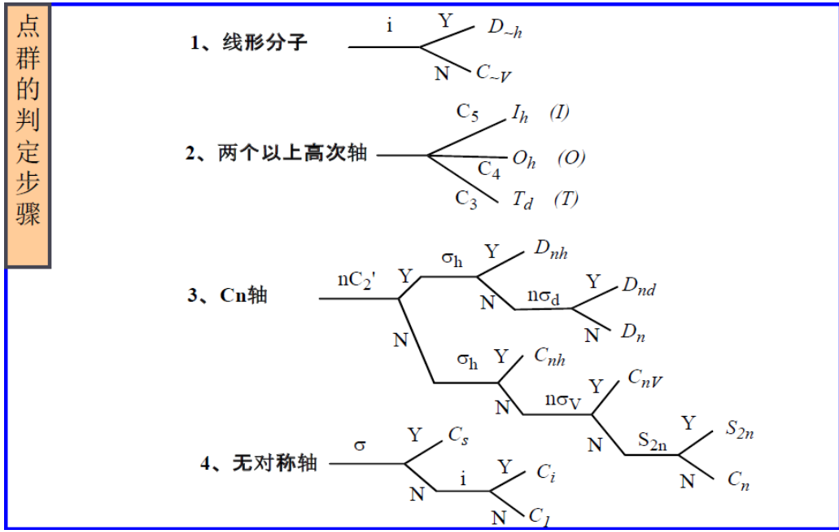 点群的判定步骤
1、线形分子 i Y D~h
N C~V
2、两个以上高次轴 C5 Ih (I)
C4 Oh (O)
C3 Td (T)
3、Cn轴 nC2' Y σh Y Dnh
N nσd Y Dnd
N Dn
N σh Y Cnh
N nσV Y CnV
N S2n Y S2n
N Cn
4、无对称轴 σ Y Cs
N i Y Ci
N C1